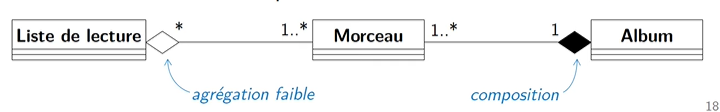 Liste de lecture * 1..* Morceau 1..* 1 Album
agrégation faible composition
18